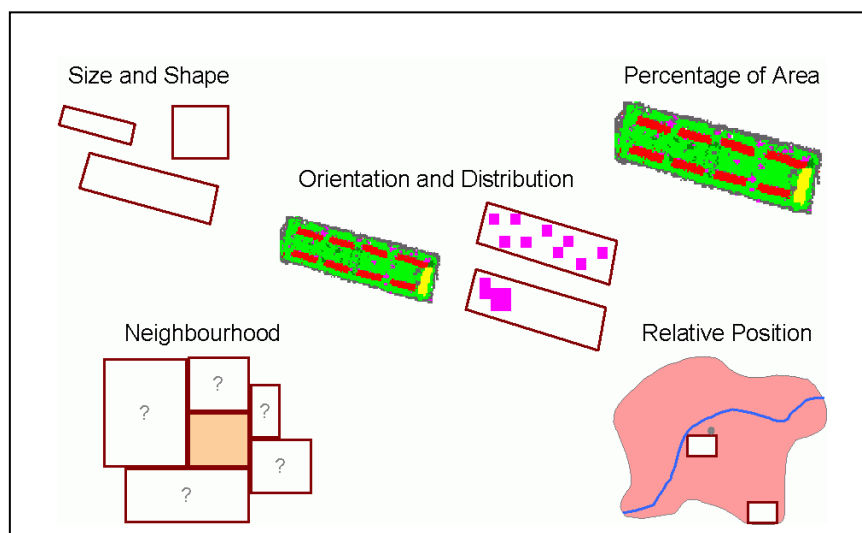 Size and Shape
Percentage of Area
Orientation and Distribution
Neighbourhood
Relative Position
?
?
?
?
?